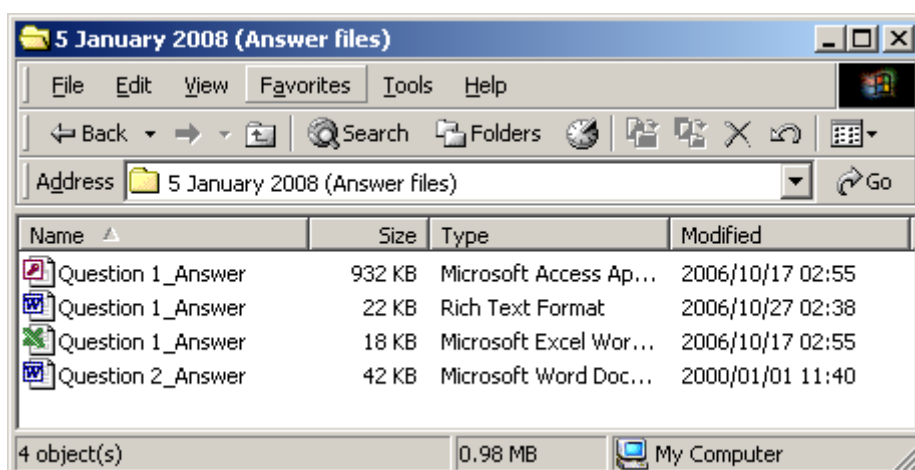 5 January 2008 (Answer files)
File Edit View Favorites Tools Help
Back Search Folders
Address 5 January 2008 (Answer files) Go
Name Size Type Modified
Question 1_Answer 932 KB Microsoft Access Ap... 2006/10/17 02:55
Question 1_Answer 22 KB Rich Text Format 2006/10/27 02:38
Question 1_Answer 18 KB Microsoft Excel Wor... 2006/10/17 02:55
Question 2_Answer 42 KB Microsoft Word Doc... 2000/01/01 11:40
4 object(s) 0.98 MB My Computer